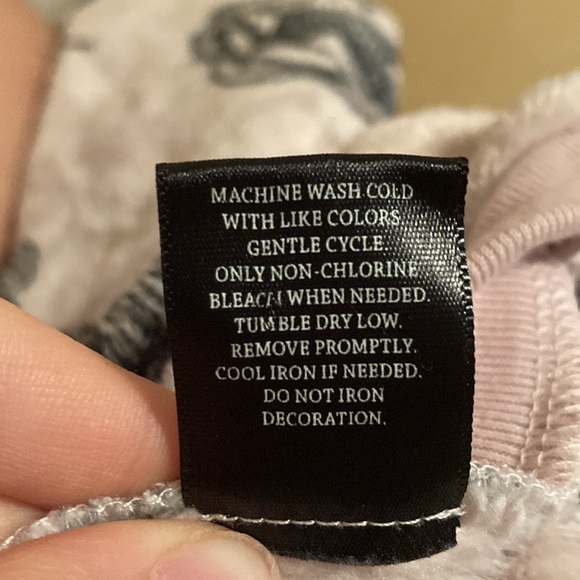 MACHINE WASH COLD
WITH LIKE COLORS.
GENTLE CYCLE.
ONLY NON-CHLORINE
BLEACH WHEN NEEDED.
TUMBLE DRY LOW.
REMOVE PROMPTLY.
COOL IRON IF NEEDED.
DO NOT IRON
DECORATION.